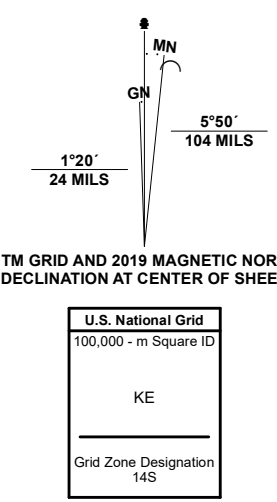 MN
GN
5°50´
104 MILS
1°20´
24 MILS
TM GRID AND 2019 MAGNETIC NOR
DECLINATION AT CENTER OF SHEE
U.S. National Grid
100,000 - m Square ID
KE
Grid Zone Designation
14S